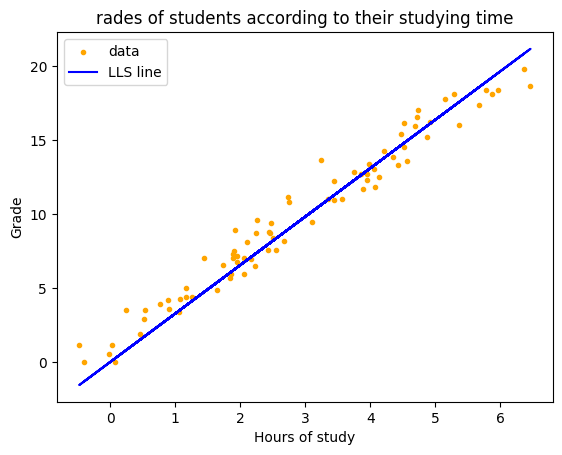 rades of students according to their studying time
data
LLS line
20
15
10
5
0
Grade
0 1 2 3 4 5 6
Hours of study